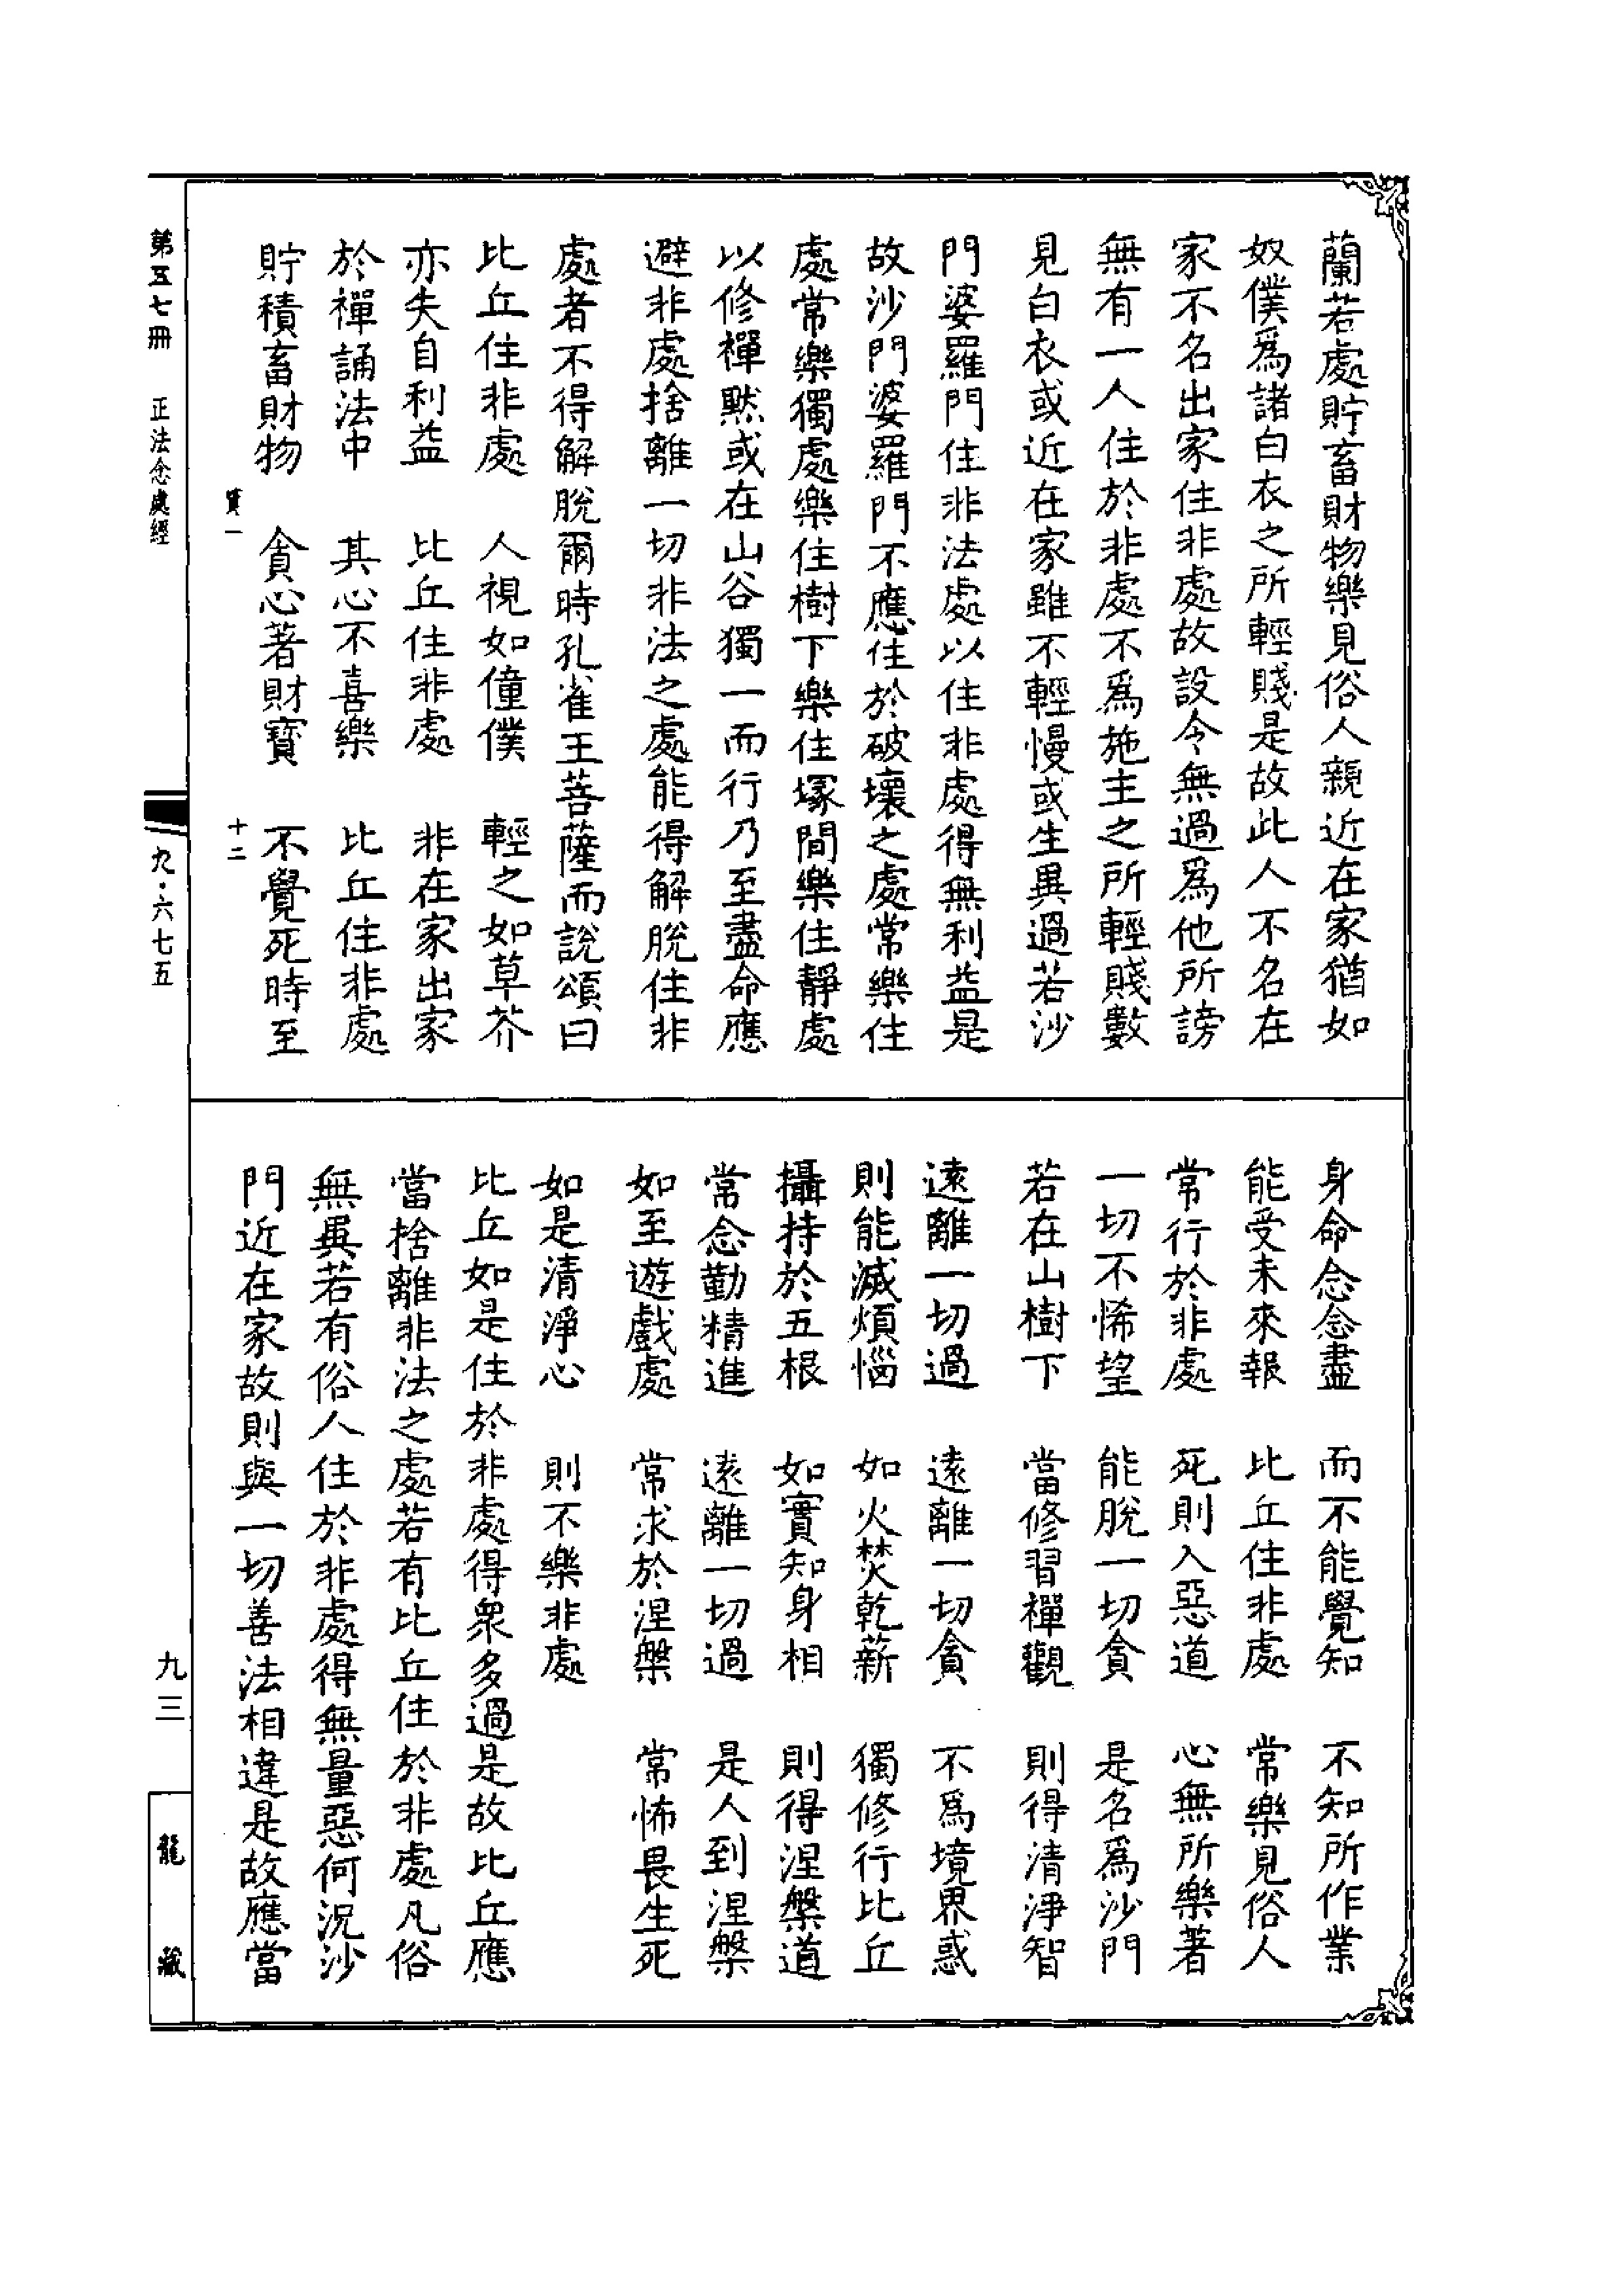 蘭若處貯畜財物樂見俗人親近在家猶如
奴僕爲諸白衣之所輕賤是故此人不名在
家不名出家住非處故設今無過爲他所謗
無有一人住於非處不爲施主之所輕賤數
見白衣或近在家雖不輕慢或生異過若沙
門婆羅門住非法處以住非處得無利益是
故沙門婆羅門不應住於破壞之處常樂住
處常樂獨處樂住樹下樂住塚間樂住靜處
以修禪默或在山谷獨一而行乃至盡命應
避非處捨離一切非法之處能得解脫住非
處者不得解脫爾時孔雀王菩薩而說頌曰
比丘住非處　人視如僮僕　輕之如草芥
亦失自利益　比丘住非處　非在家出家
於禪誦法中　其心不喜樂　比丘住非處
貯積畜財物　貪心著財寶　不覺死時至
身命念念盡　而不能覺知　不知所作業
能受未來報　比丘住非處　常樂見俗人
常行於非處　死則入惡道　心無所樂著
一切不悕望　能脫一切貪　是名爲沙門
若在山樹下　當修習禪觀　則得清淨智
遠離一切過　遠離一切貪　不爲境界惑
則能滅煩惱　如火焚乾薪　獨修行比丘
攝持於五根　如實知身相　則得涅槃道
常念勤精進　遠離一切過　是人到涅槃
如至遊戲處　常求於涅槃　常怖畏生死
如是清淨心　則不樂非處
比丘如是住於非處得衆多過是故比丘應
當捨離非法之處若有比丘住於非處凡俗
無異若有俗人住於非處得無量惡何況沙
門近在家故則與一切善法相違是故應當
寶一　十二
第五七冊　正法念處經　九·六七五
九三
龍藏